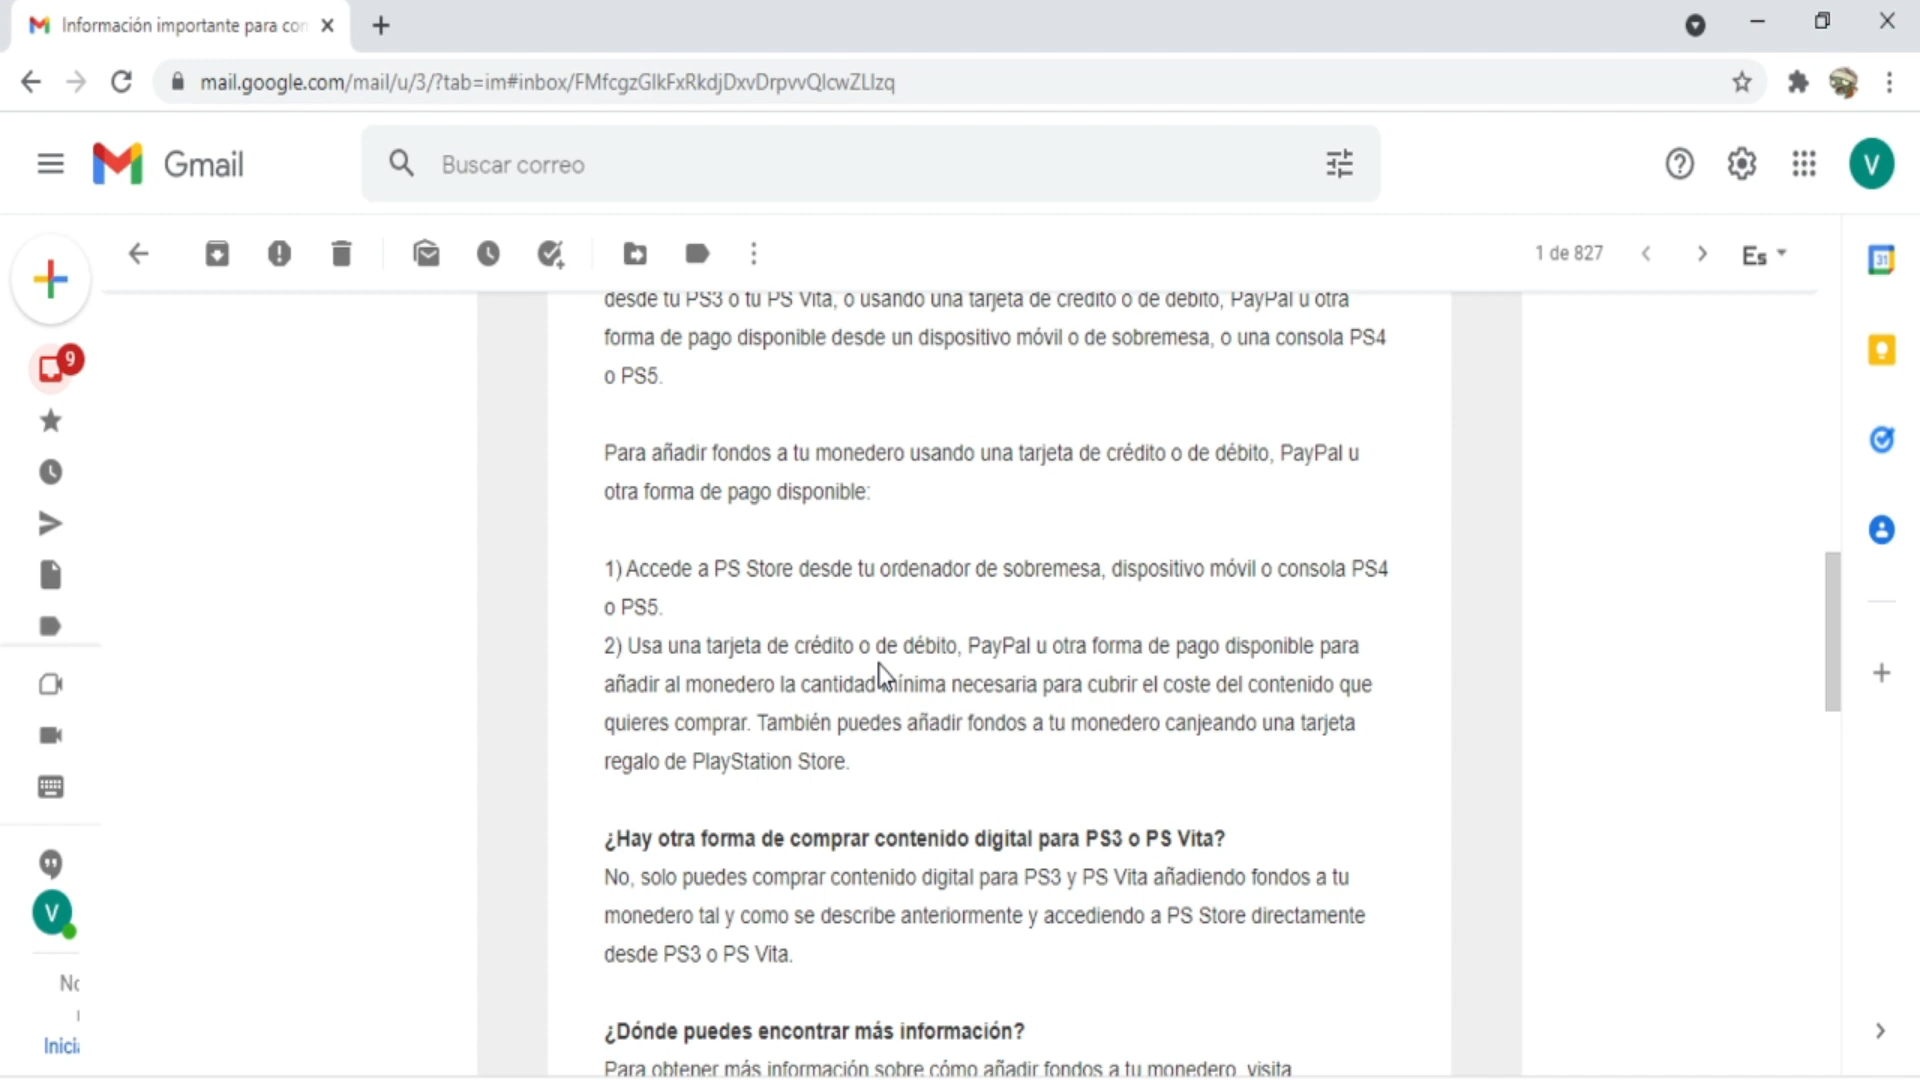 Información importante para con
mail.google.com/mail/u/3/?tab=im#inbox/FMfcgzGlkFxRkdjDxvDrpvvQlcwZLlzq
Gmail
Buscar correo
V
1 de 827
Es
31
9
desde tu PS3 o tu PS Vita, o usando una tarjeta de crédito o de débito, PayPal u otra
forma de pago disponible desde un dispositivo móvil o de sobremesa, o una consola PS4
o PS5.
Para añadir fondos a tu monedero usando una tarjeta de crédito o de débito, PayPal u
otra forma de pago disponible:
1) Accede a PS Store desde tu ordenador de sobremesa, dispositivo móvil o consola PS4
o PS5.
2) Usa una tarjeta de crédito o de débito, PayPal u otra forma de pago disponible para
añadir al monedero la cantidad mínima necesaria para cubrir el coste del contenido que
quieres comprar. También puedes añadir fondos a tu monedero canjeando una tarjeta
regalo de PlayStation Store.
¿Hay otra forma de comprar contenido digital para PS3 o PS Vita?
No, solo puedes comprar contenido digital para PS3 y PS Vita añadiendo fondos a tu
monedero tal y como se describe anteriormente y accediendo a PS Store directamente
desde PS3 o PS Vita.
¿Dónde puedes encontrar más información?
Para obtener más información sobre cómo añadir fondos a tu monedero, visita
V
No
Inicia